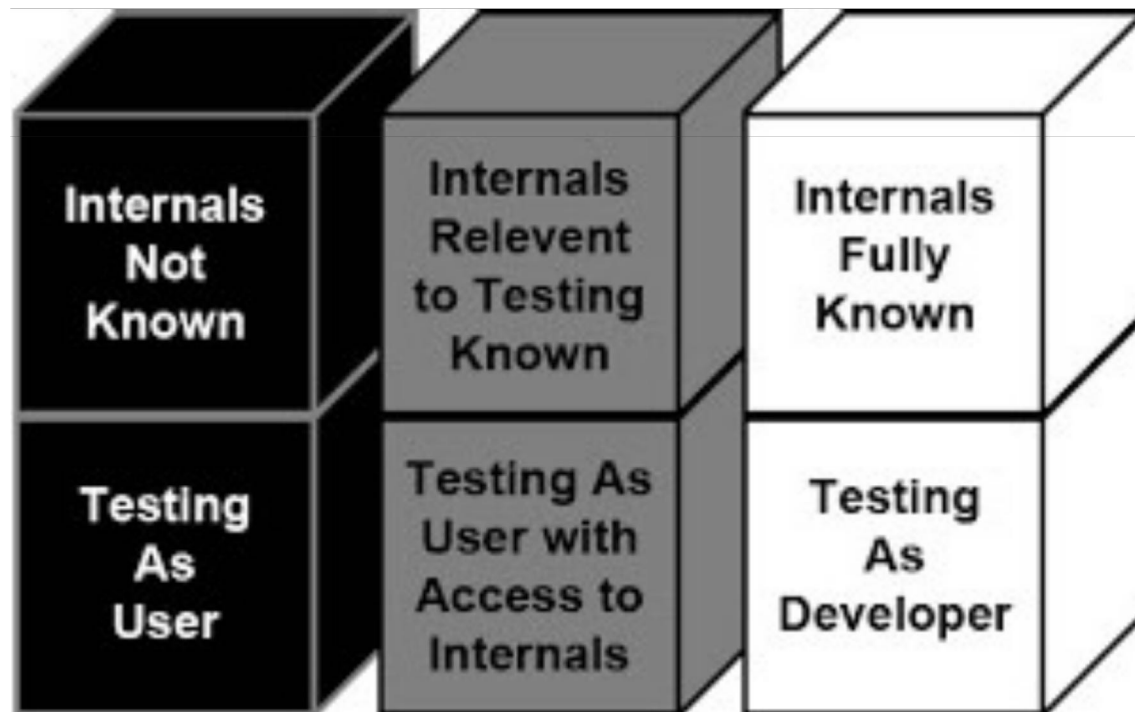 Internals
Not
Known
Internals
Relevent
to Testing
Known
Internals
Fully
Known
Testing
As
User
Testing As
User with
Access to
Internals
Testing
As
Developer